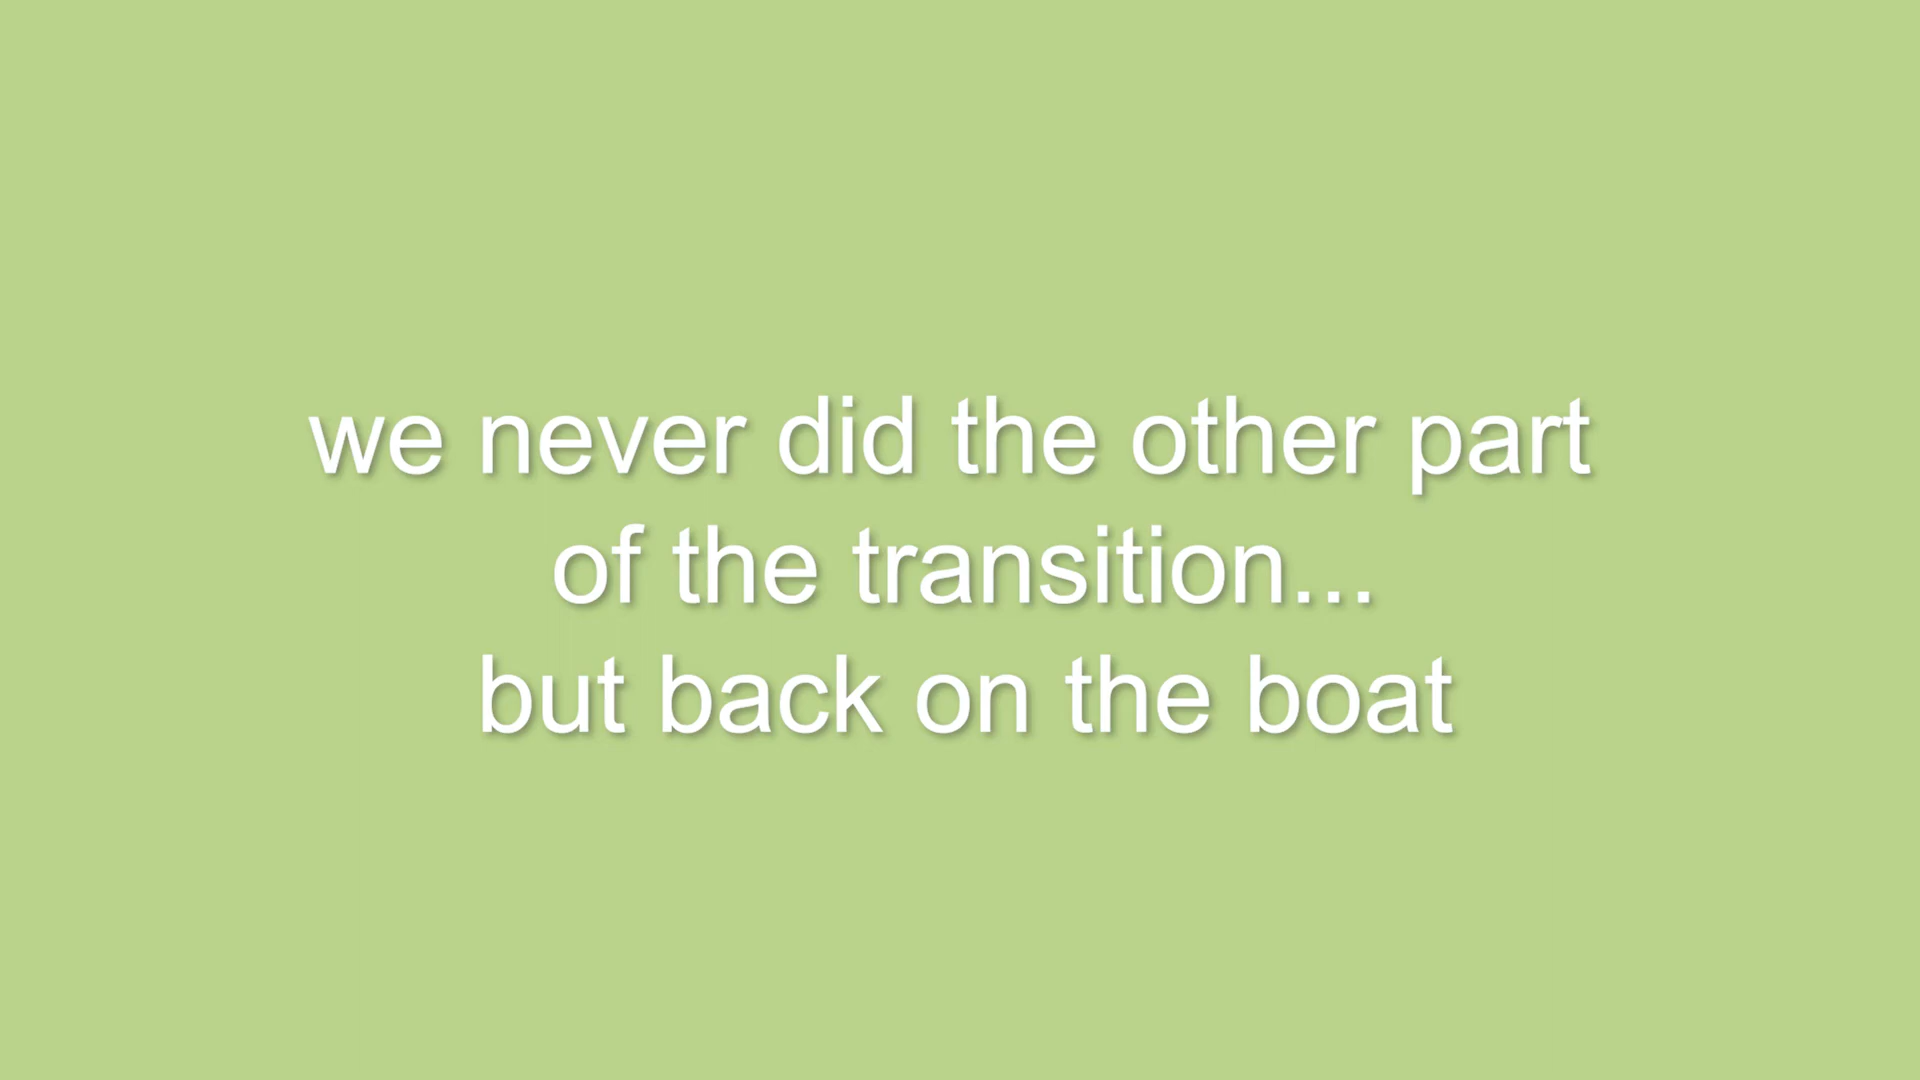 we never did the other part
of the transition...
but back on the boat